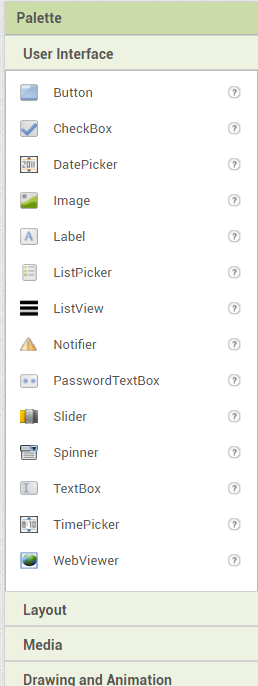 Palette
User Interface
Button
CheckBox
DatePicker
Image
Label
ListPicker
ListView
Notifier
PasswordTextBox
Slider
Spinner
TextBox
TimePicker
WebViewer
Layout
Media
Drawing and Animation